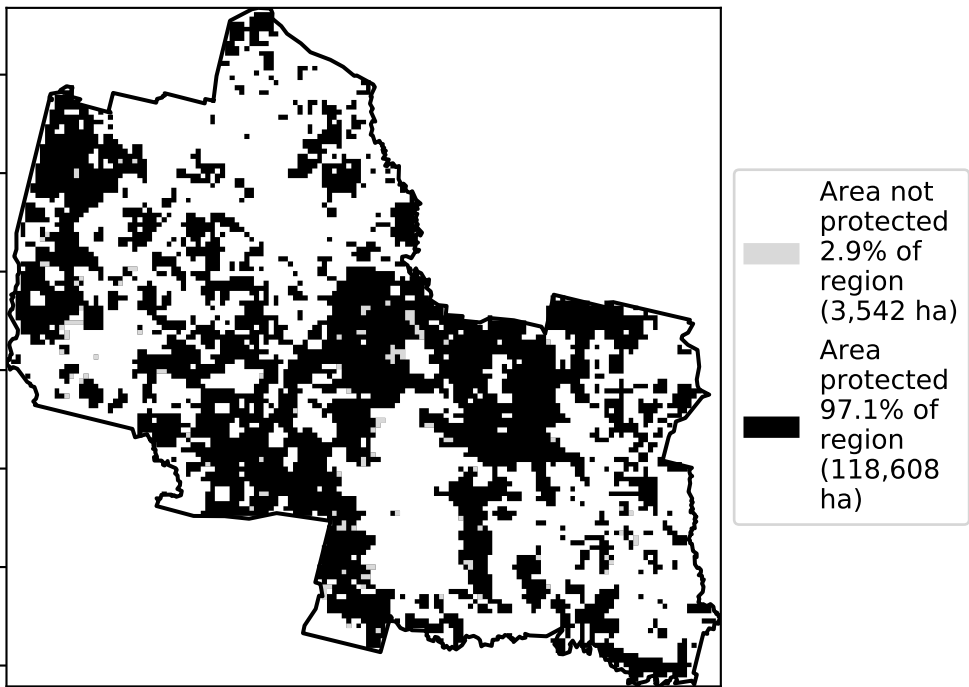 Area not
protected
2.9% of
region
(3,542 ha)
Area
protected
97.1% of
region
(118,608
ha)